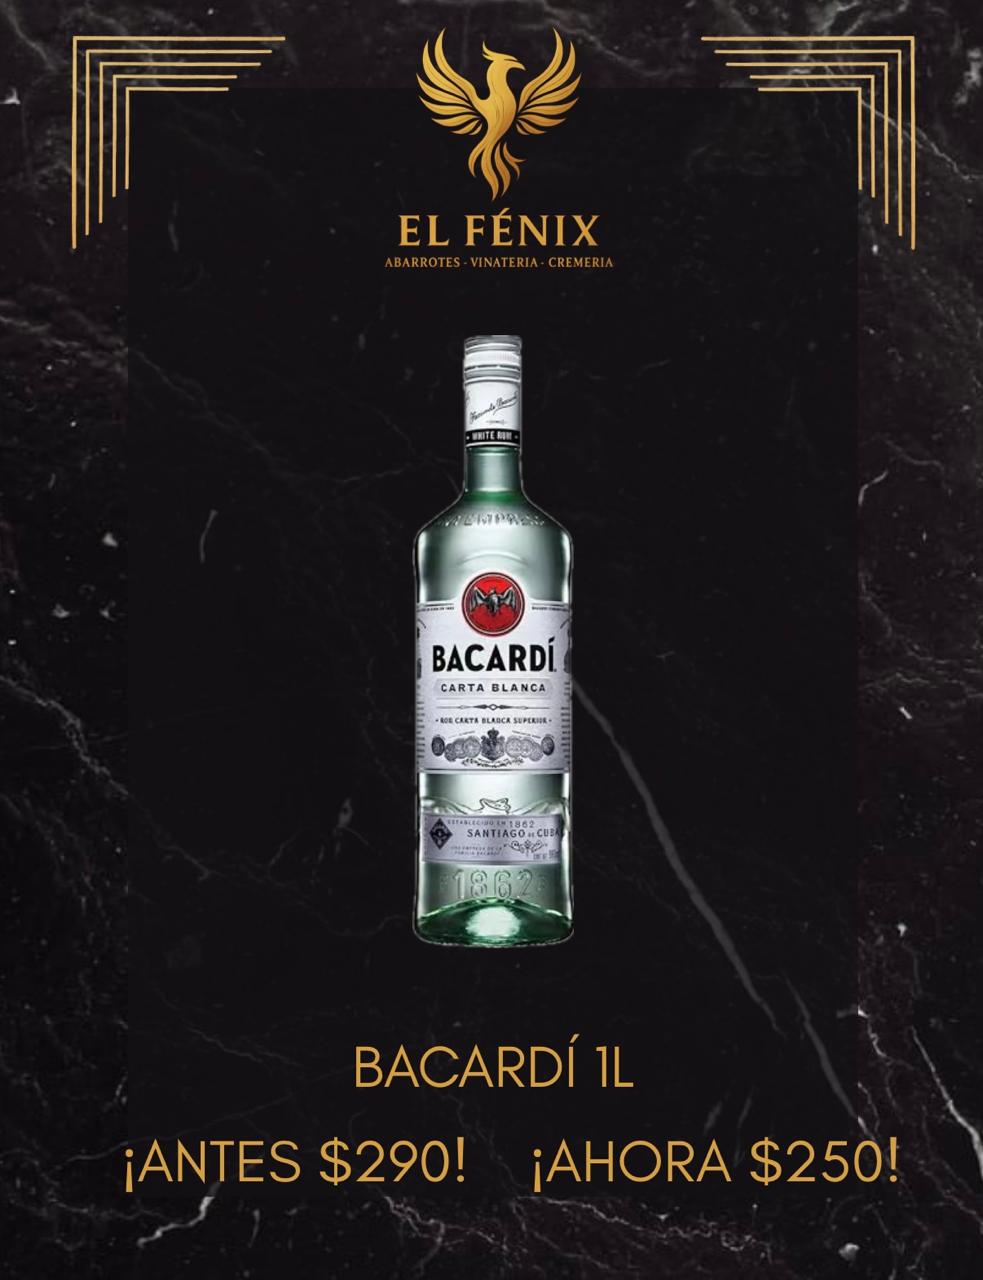 EL FÉNIX
ABARROTES · VINATERIA · CREMERIA
WHITE RUM
BACARDÍ
CARTA BLANCA
RON CARTA BLANCA SUPERIOR
ESTABLECIDO EN 1862
SANTIAGO DE CUBA
1862
BACARDÍ 1L
¡ANTES $290! ¡AHORA $250!